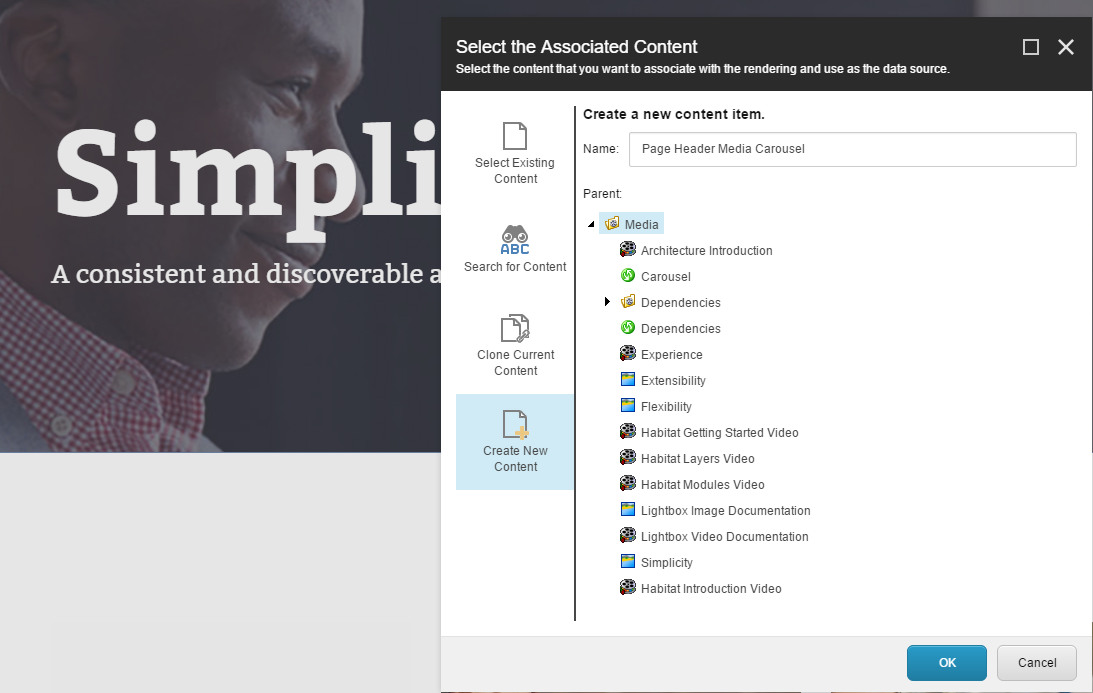 Simpli
A consistent and discoverable a
Select the Associated Content
Select the content that you want to associate with the rendering and use as the data source.
Select Existing
Content
ABC
Search for Content
Clone Current
Content
Create New
Content
Create a new content item.
Name: Page Header Media Carousel
Parent:
Media
Architecture Introduction
Carousel
Dependencies
Dependencies
Experience
Extensibility
Flexibility
Habitat Getting Started Video
Habitat Layers Video
Habitat Modules Video
Lightbox Image Documentation
Lightbox Video Documentation
Simplicity
Habitat Introduction Video
OK Cancel